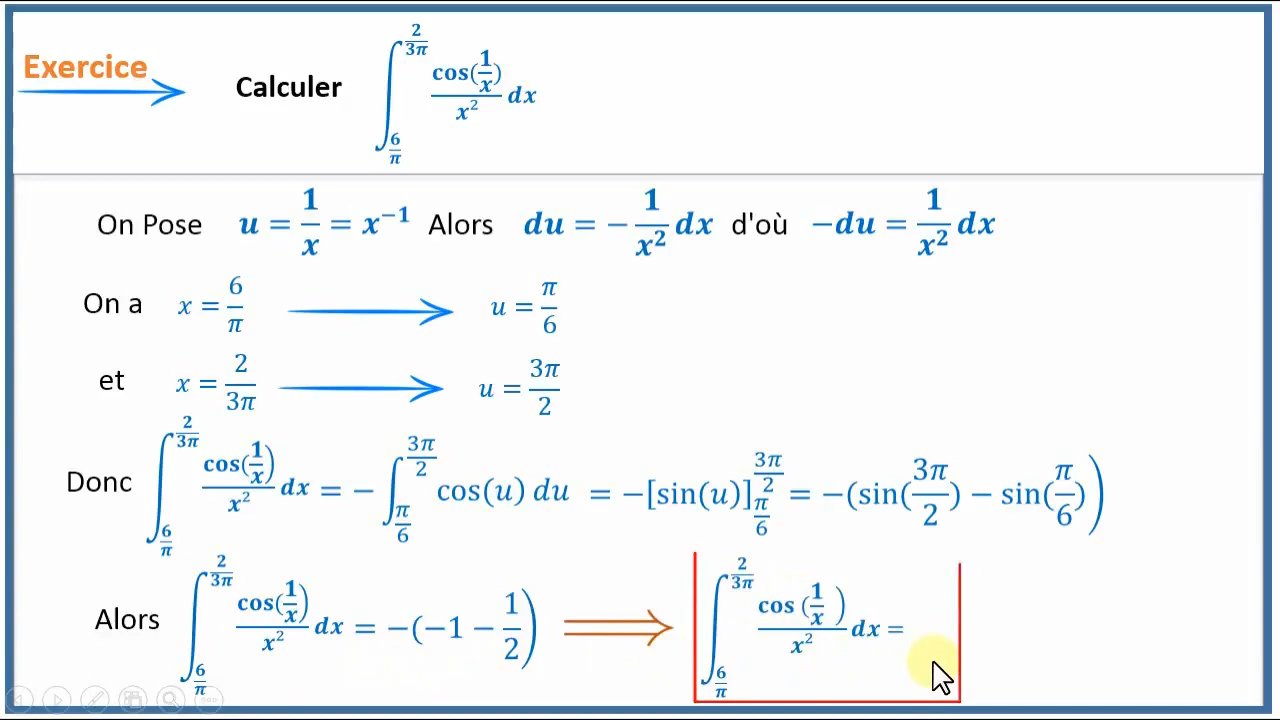 Exercice
Calculer ∫_{6/π}^{2/3π} cos(1/x)/x² dx
On Pose u = 1/x = x⁻¹ Alors du = −1/x² dx d'où -du = 1/x² dx
On a x = 6/π → u = π/6
et x = 2/3π → u = 3π/2
Donc ∫_{6/π}^{2/3π} cos(1/x)/x² dx = −∫_{π/6}^{3π/2} cos(u) du = −[sin(u)]_{π/6}^{3π/2} = −(sin(3π/2) − sin(π/6))
Alors ∫_{6/π}^{2/3π} cos(1/x)/x² dx = −(−1 − 1/2) ⟹ ∫_{6/π}^{2/3π} cos(1/x)/x² dx =